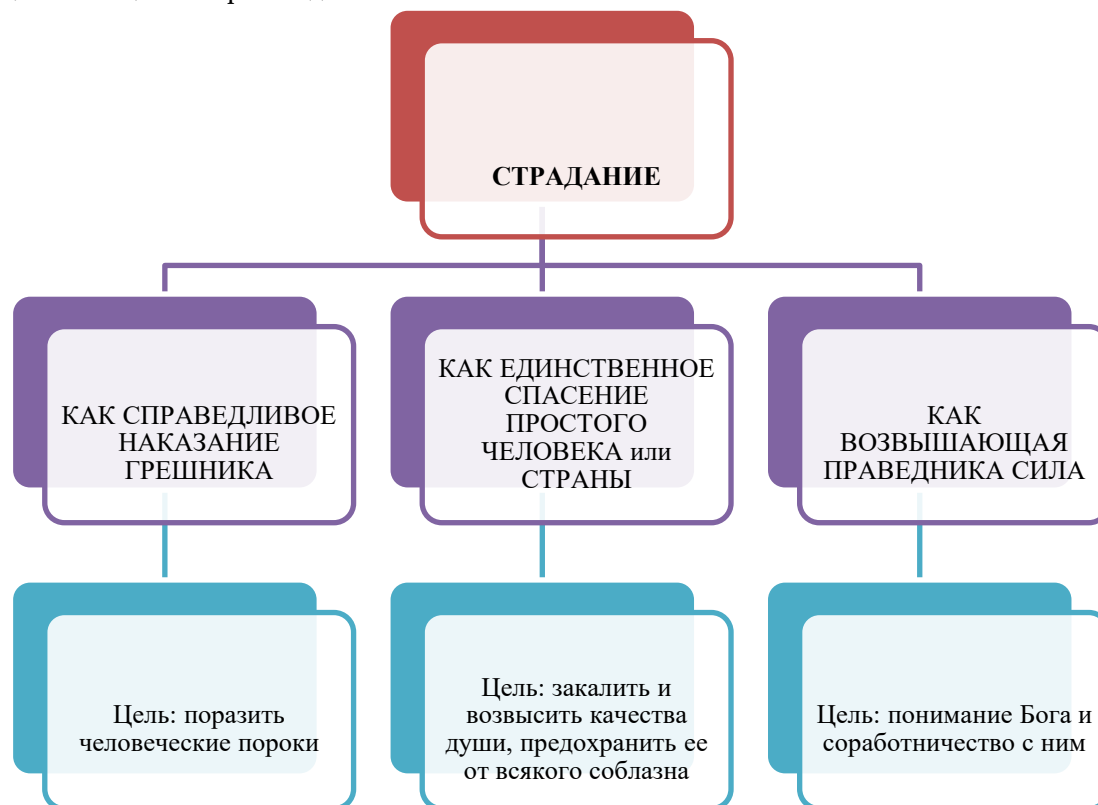 СТРАДАНИЕ
КАК СПРАВЕДЛИВОЕ
НАКАЗАНИЕ
ГРЕШНИКА
КАК ЕДИНСТВЕННОЕ
СПАСЕНИЕ
ПРОСТОГО
ЧЕЛОВЕКА или
СТРАНЫ
КАК
ВОЗВЫШАЮЩАЯ
ПРАВЕДНИКА СИЛА
Цель: поразить
человеческие пороки
Цель: закалить и
возвысить качества
души, предохранить ее
от всякого соблазна
Цель: понимание Бога и
соработничество с ним